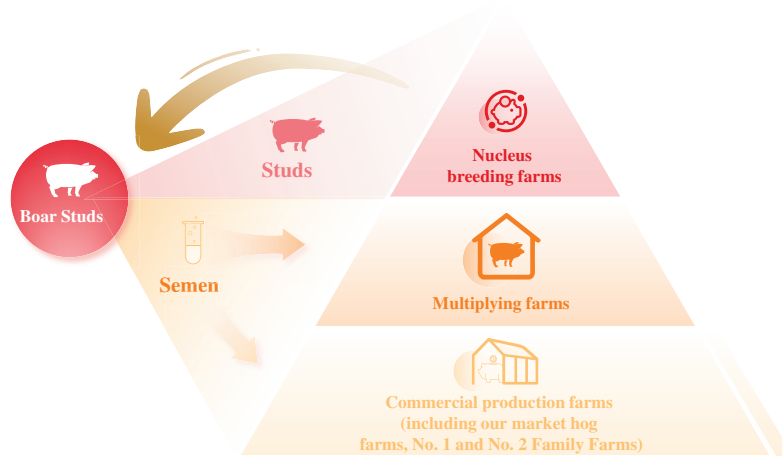 Nucleus
breeding farms
Studs
Boar Studs
Semen
Multiplying farms
Commercial production farms
(including our market hog
farms, No. 1 and No. 2 Family Farms)